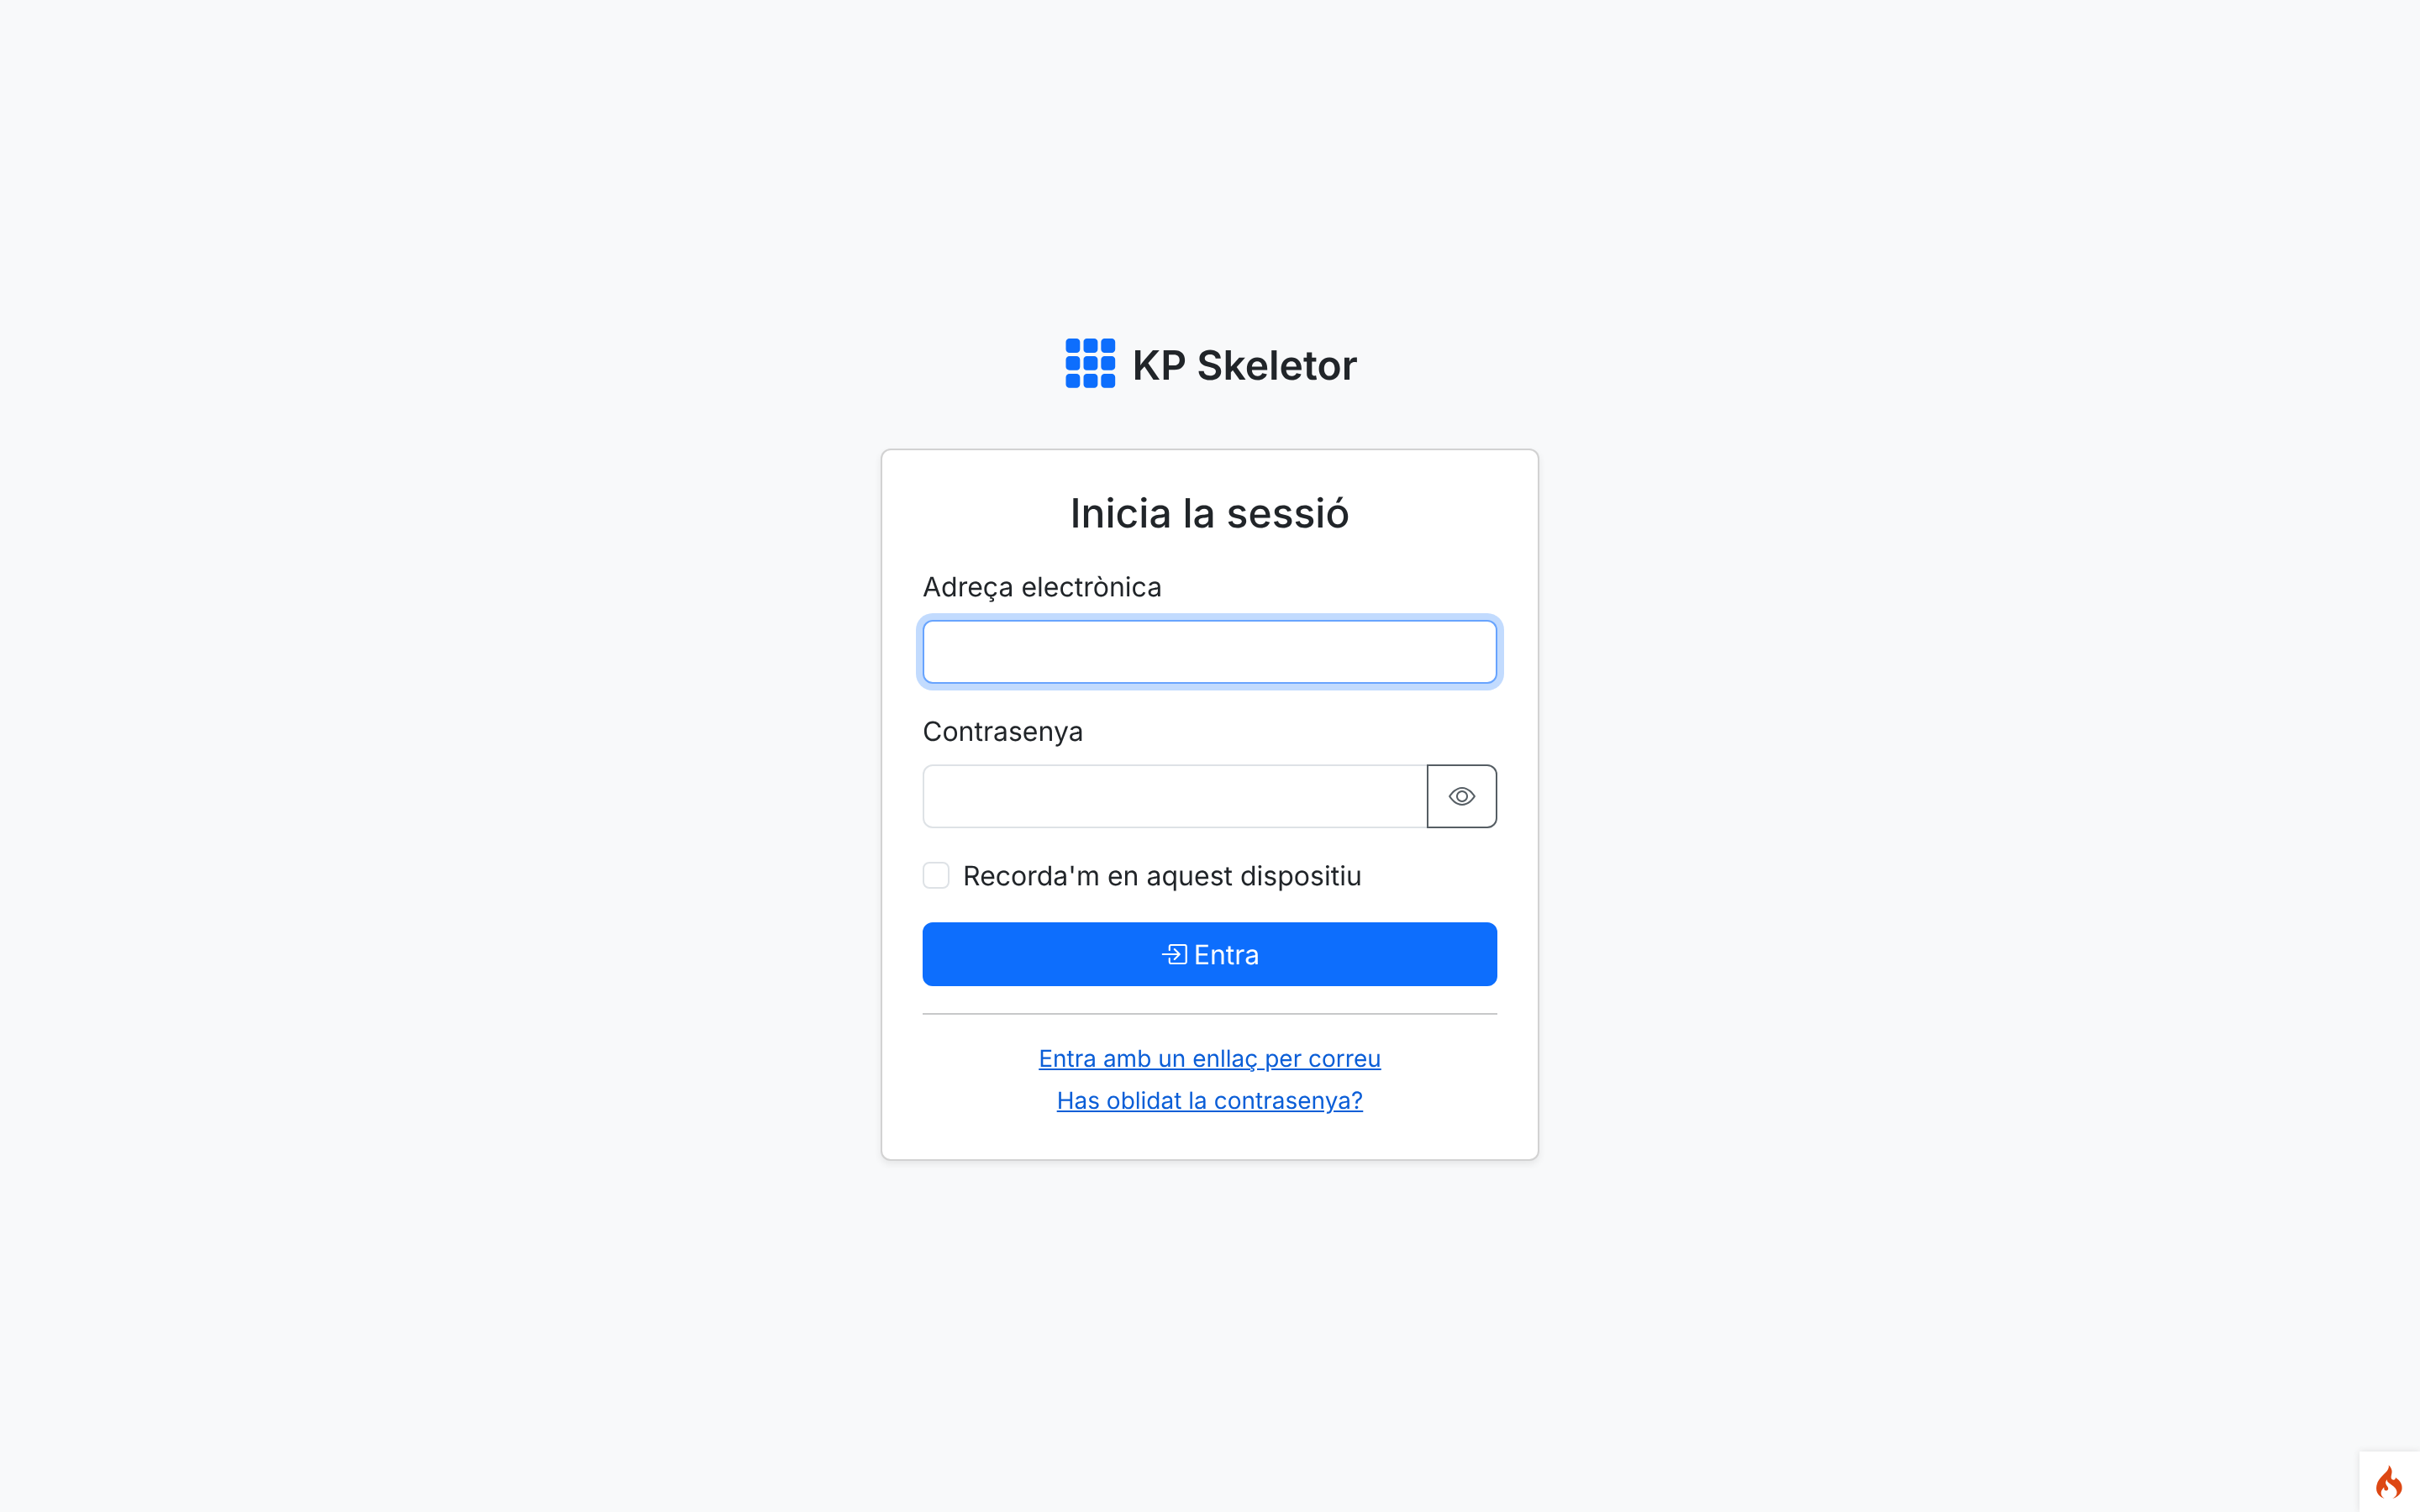 KP Skeletor
Inicia la sessió
Adreça electrònica
Contrasenya
Recorda'm en aquest dispositiu
Entra
Entra amb un enllaç per correu
Has oblidat la contrasenya?